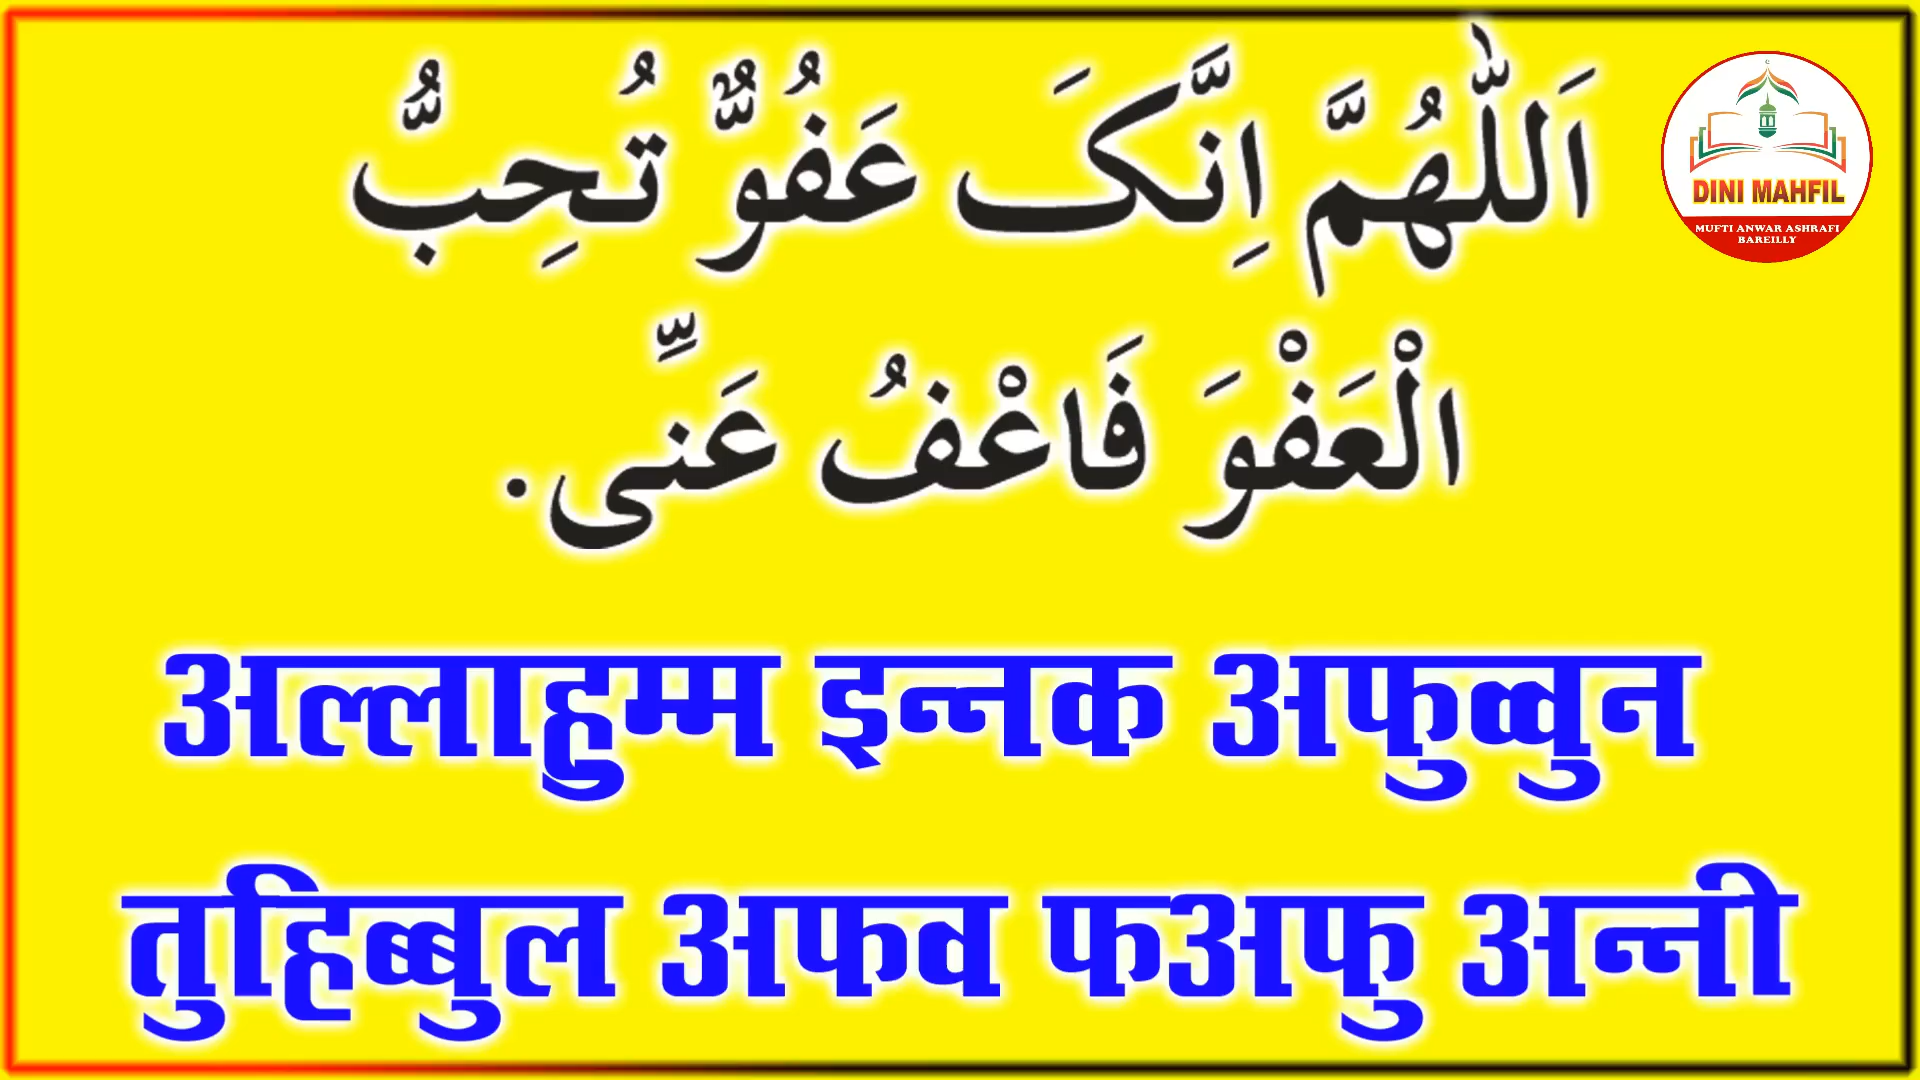 اَللّٰهُمَّ اِنَّکَ عَفُوٌّ تُحِبُّ
الْعَفْوَ فَاعْفُ عَنِّی.
DINI MAHFIL
MUFTI ANWAR ASHRAFI
BAREILLY
अल्लाहुम्म इन्नक अफुव्वुन
तुहिब्बुल अफव फअफु अन्नी